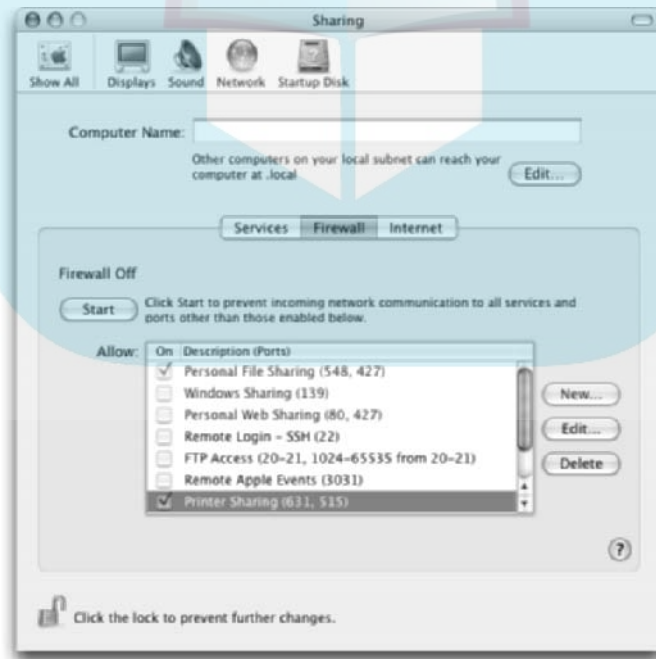 Sharing
Show All Displays Sound Network Startup Disk
Computer Name:
Other computers on your local subnet can reach your
computer at .local
Edit...
Services Firewall Internet
Firewall Off
Start
Click Start to prevent incoming network communication to all services and
ports other than those enabled below.
Allow: On Description (Ports)
Personal File Sharing (548, 427)
Windows Sharing (139)
Personal Web Sharing (80, 427)
Remote Login – SSH (22)
FTP Access (20–21, 1024–65535 from 20–21)
Remote Apple Events (3031)
Printer Sharing (631, 515)
New...
Edit...
Delete
?
Click the lock to prevent further changes.